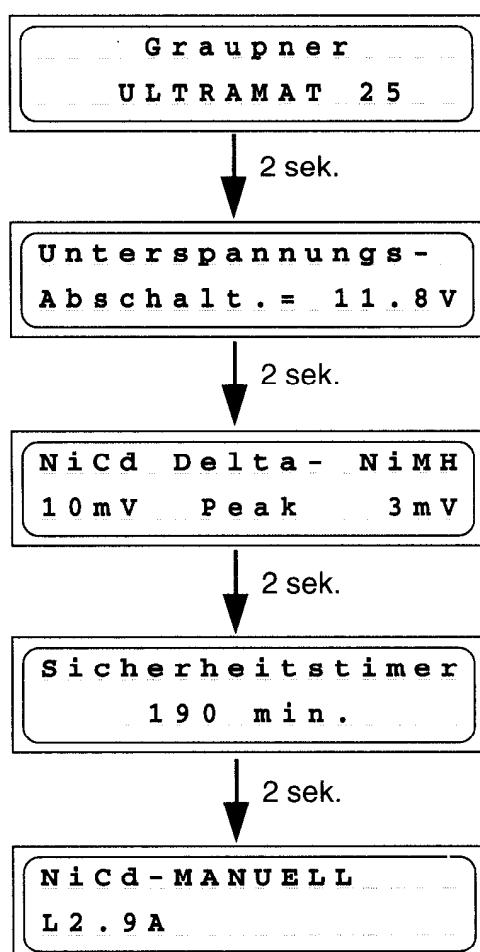 Graupner
ULTRAMAT 25
2 sek.
Unterspannungs-
Abschalt.= 11.8V
2 sek.
NiCd Delta- NiMH
10mV Peak 3mV
2 sek.
Sicherheitstimer
190 min.
2 sek.
NiCd-MANUELL
L2.9A